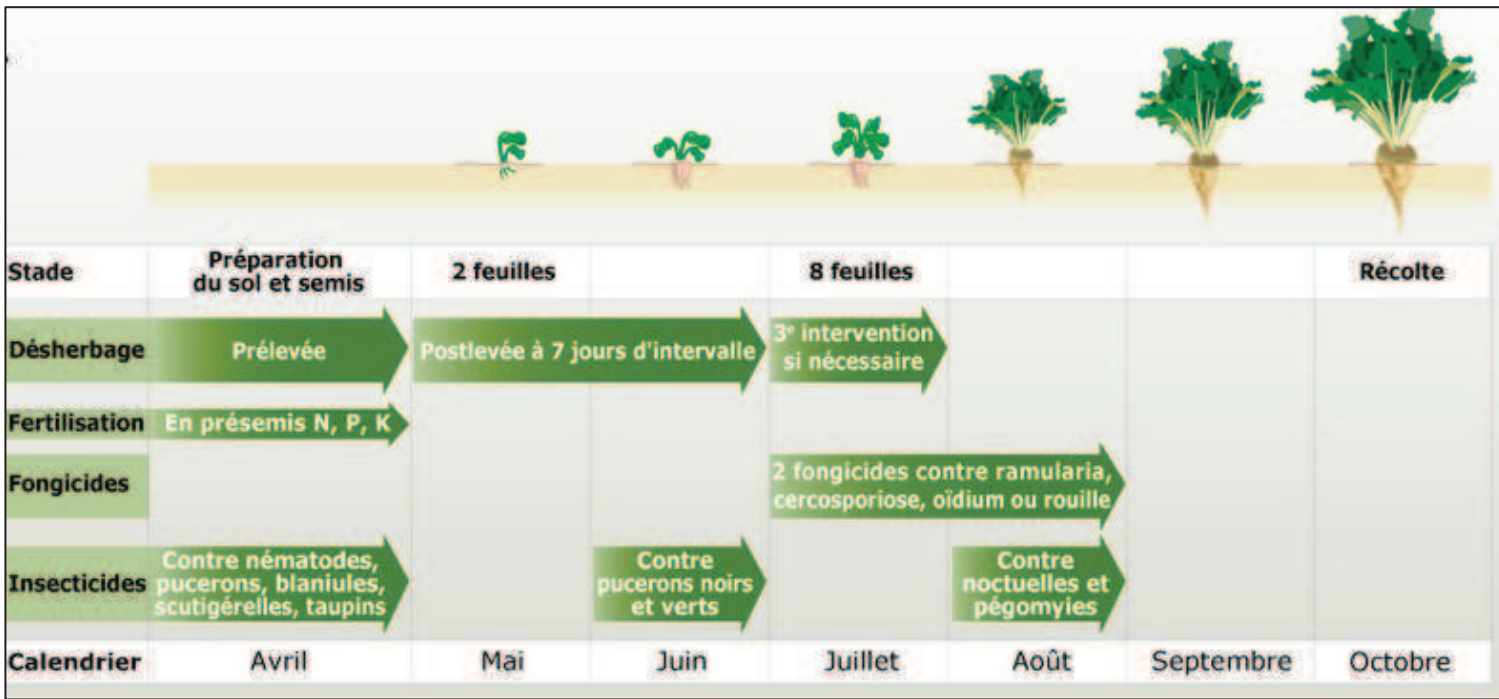 Stade
Préparation
du sol et semis
2 feuilles
8 feuilles
Récolte
Désherbage
Prélevée
Postlevée à 7 jours d'intervalle
3e intervention
si nécessaire
Fertilisation
En présemis N, P, K
Fongicides
2 fongicides contre ramularia,
cercosporiose, oïdium ou rouille
Insecticides
Contre nématodes,
pucerons, blaniules,
scutigérelles, taupins
Contre
pucerons noirs
et verts
Contre
noctuelles et
pégomyies
Calendrier
Avril
Mai
Juin
Juillet
Août
Septembre
Octobre